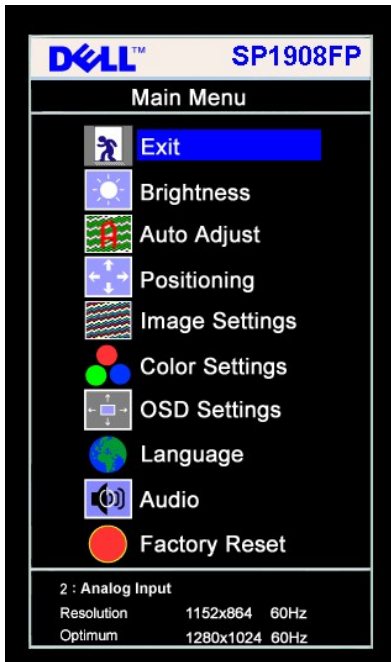 DELL™ SP1908FP
Main Menu
Exit
Brightness
Auto Adjust
Positioning
Image Settings
Color Settings
OSD Settings
Language
Audio
Factory Reset
2 : Analog Input
Resolution 1152x864 60Hz
Optimum 1280x1024 60Hz